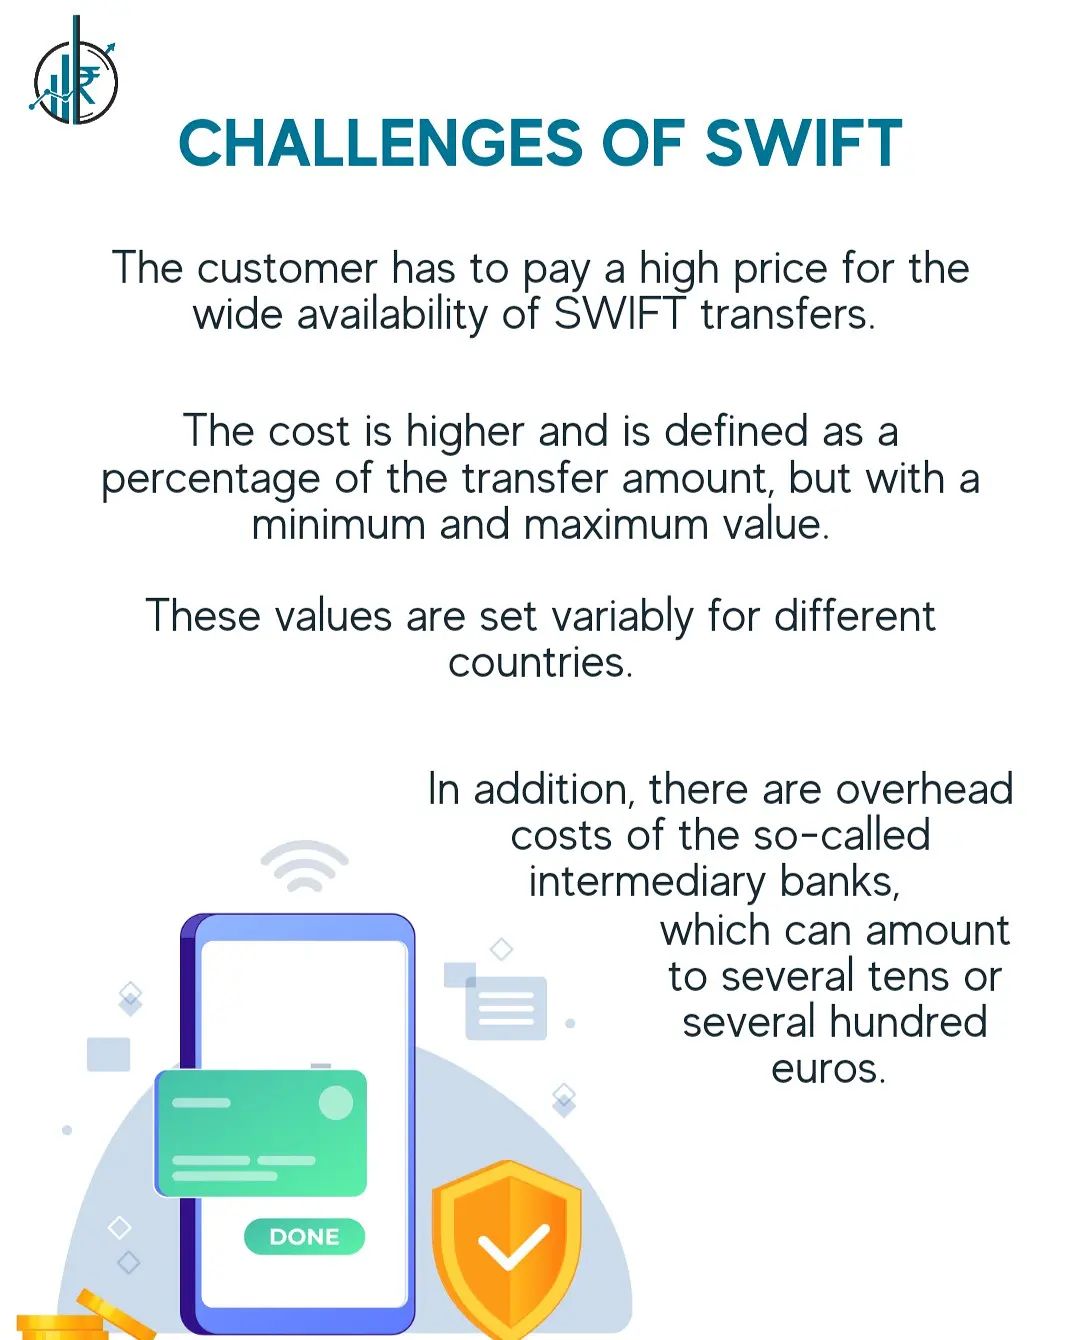 CHALLENGES OF SWIFT
The customer has to pay a high price for the
wide availability of SWIFT transfers.
The cost is higher and is defined as a
percentage of the transfer amount, but with a
minimum and maximum value.
These values are set variably for different
countries.
In addition, there are overhead
costs of the so-called
intermediary banks,
which can amount
to several tens or
several hundred
euros.
DONE